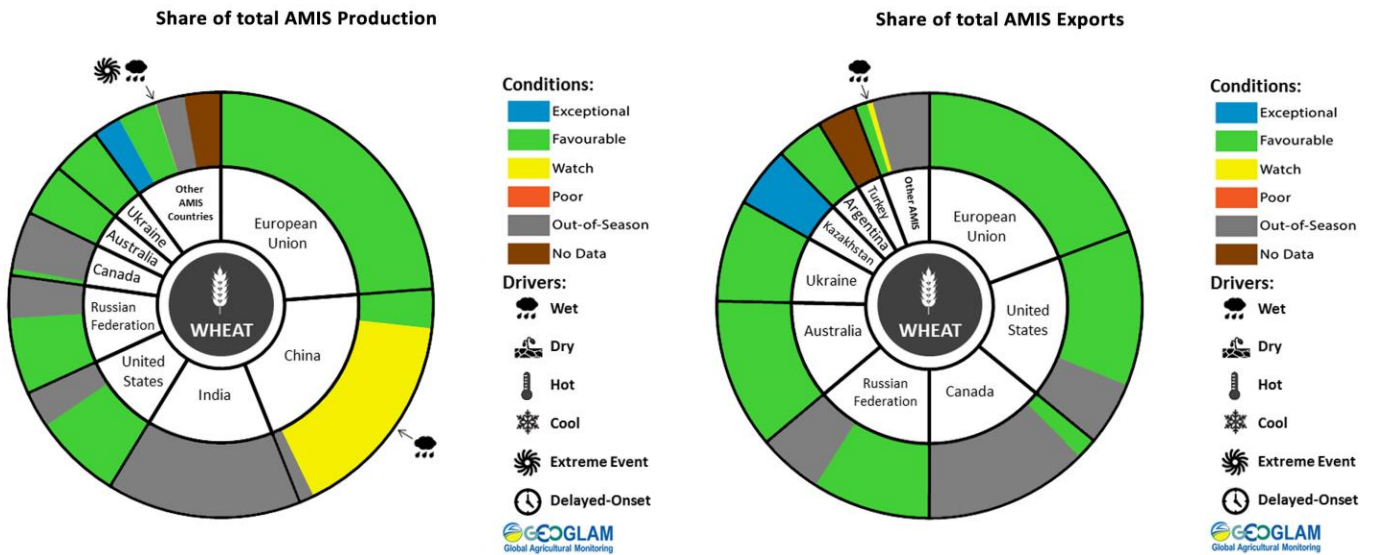 Share of total AMIS Production
Conditions:
Exceptional
Favourable
Watch
Poor
Out-of-Season
No Data
Drivers:
Wet
Dry
Hot
Cool
Extreme Event
Delayed-Onset
GEOGLAM
Global Agricultural Monitoring
European
Union
China
India
United
States
Russian
Federation
Canada
Australia
Ukraine
Other
AMIS
Countries
WHEAT
Share of total AMIS Exports
Conditions:
Exceptional
Favourable
Watch
Poor
Out-of-Season
No Data
Drivers:
Wet
Dry
Hot
Cool
Extreme Event
Delayed-Onset
GEOGLAM
Global Agricultural Monitoring
European
Union
United
States
Canada
Russian
Federation
Australia
Ukraine
Kazakhstan
Argentina
Turkey
Other AMIS
WHEAT